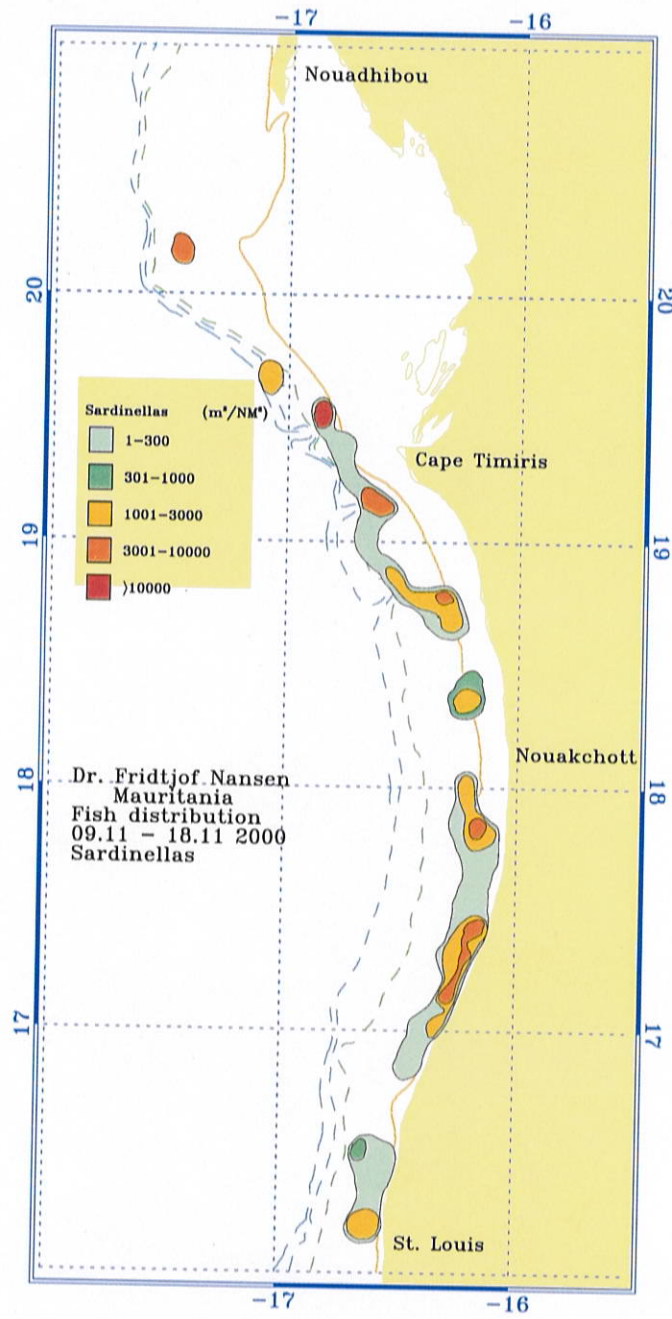 -17 -16
Nouadhibou
20 20
Sardinellas (m²/NM²)
1-300
301-1000
1001-3000
3001-10000
⟩10000
Cape Timiris
19 19
Nouakchott
Dr. Fridtjof Nansen
Mauritania
Fish distribution
09.11 - 18.11 2000
Sardinellas
18 18
17 17
St. Louis
-17 -16